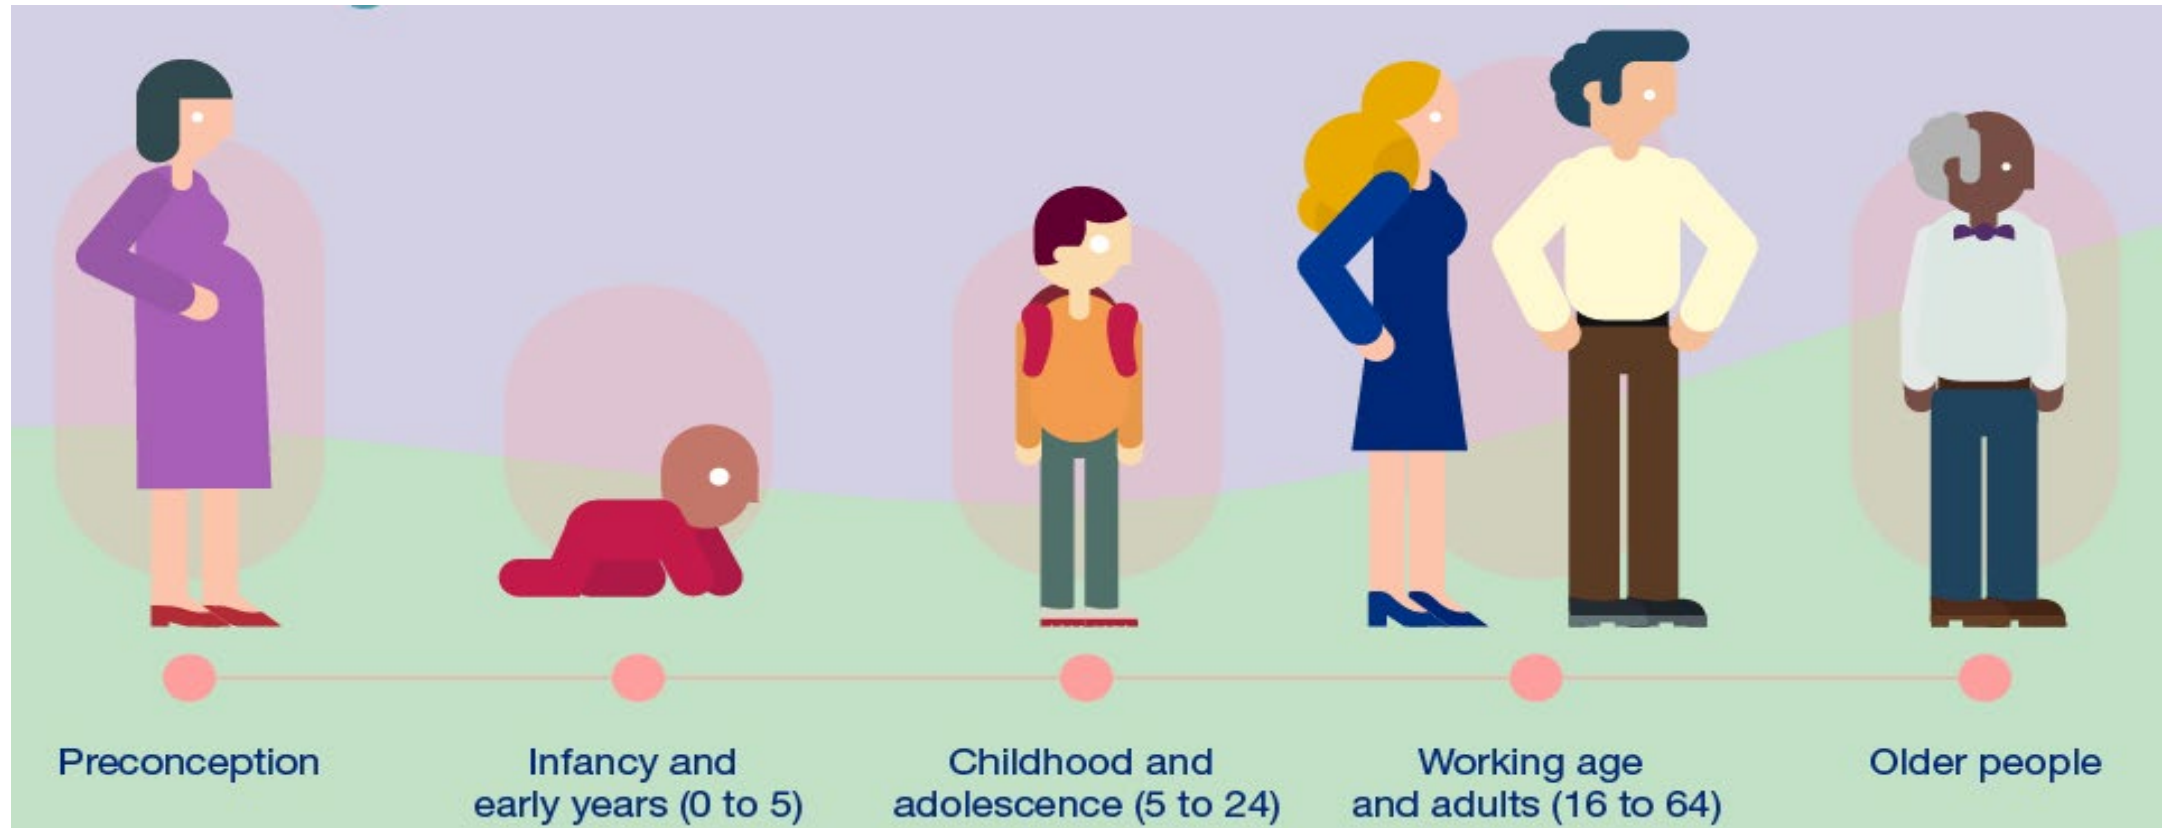 Preconception
Infancy and
early years (0 to 5)
Childhood and
adolescence (5 to 24)
Working age
and adults (16 to 64)
Older people